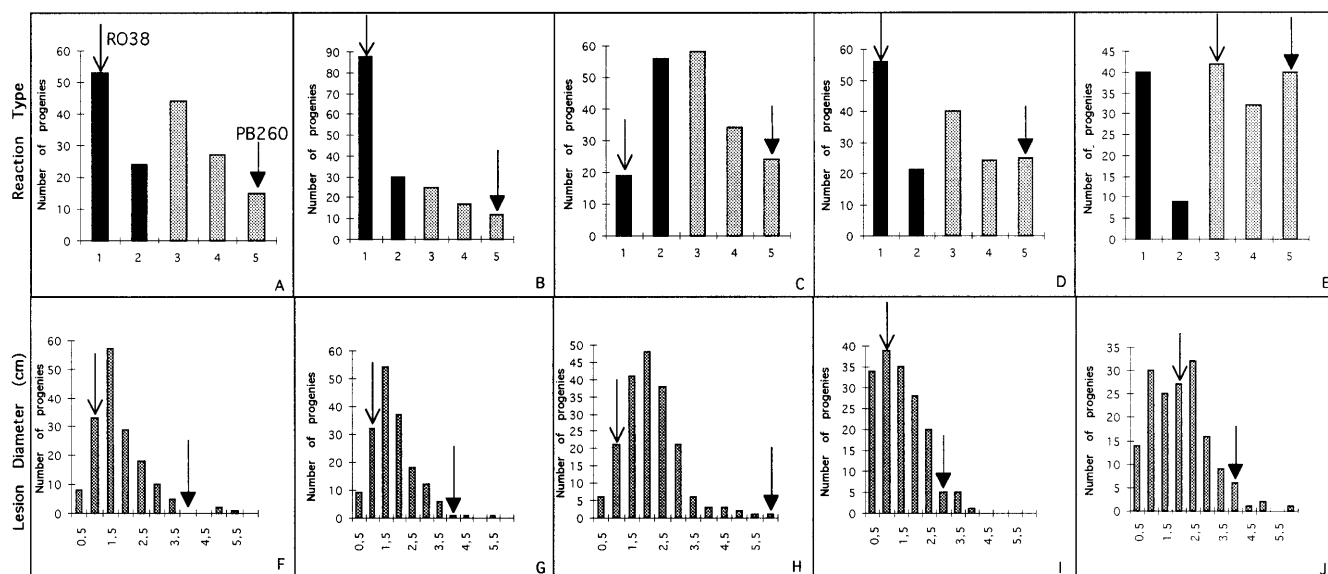 Reaction Type
Number of progenies
60
50
40
30
20
10
0
RO38
PB260
1 2 3 4 5
A
Number of progenies
90
80
70
60
50
40
30
20
10
0
1 2 3 4 5
B
Number of progenies
60
50
40
30
20
10
0
1 2 3 4 5
C
Number of progenies
60
50
40
30
20
10
0
1 2 3 4 5
D
Number of progenies
45
40
35
30
25
20
15
10
5
0
1 2 3 4 5
E
Lesion Diameter (cm)
Number of progenies
60
50
40
30
20
10
0
0,5 1,5 2,5 3,5 4,5 5,5
F
Number of progenies
60
50
40
30
20
10
0
0,5 1,5 2,5 3,5 4,5 5,5
G
Number of progenies
50
45
40
35
30
25
20
15
10
5
0
0,5 1,5 2,5 3,5 4,5 5,5
H
Number of progenies
40
35
30
25
20
15
10
5
0
0,5 1,5 2,5 3,5 4,5 5,5
I
Number of progenies
35
30
25
20
15
10
5
0
0,5 1,5 2,5 3,5 4,5 5,5
J